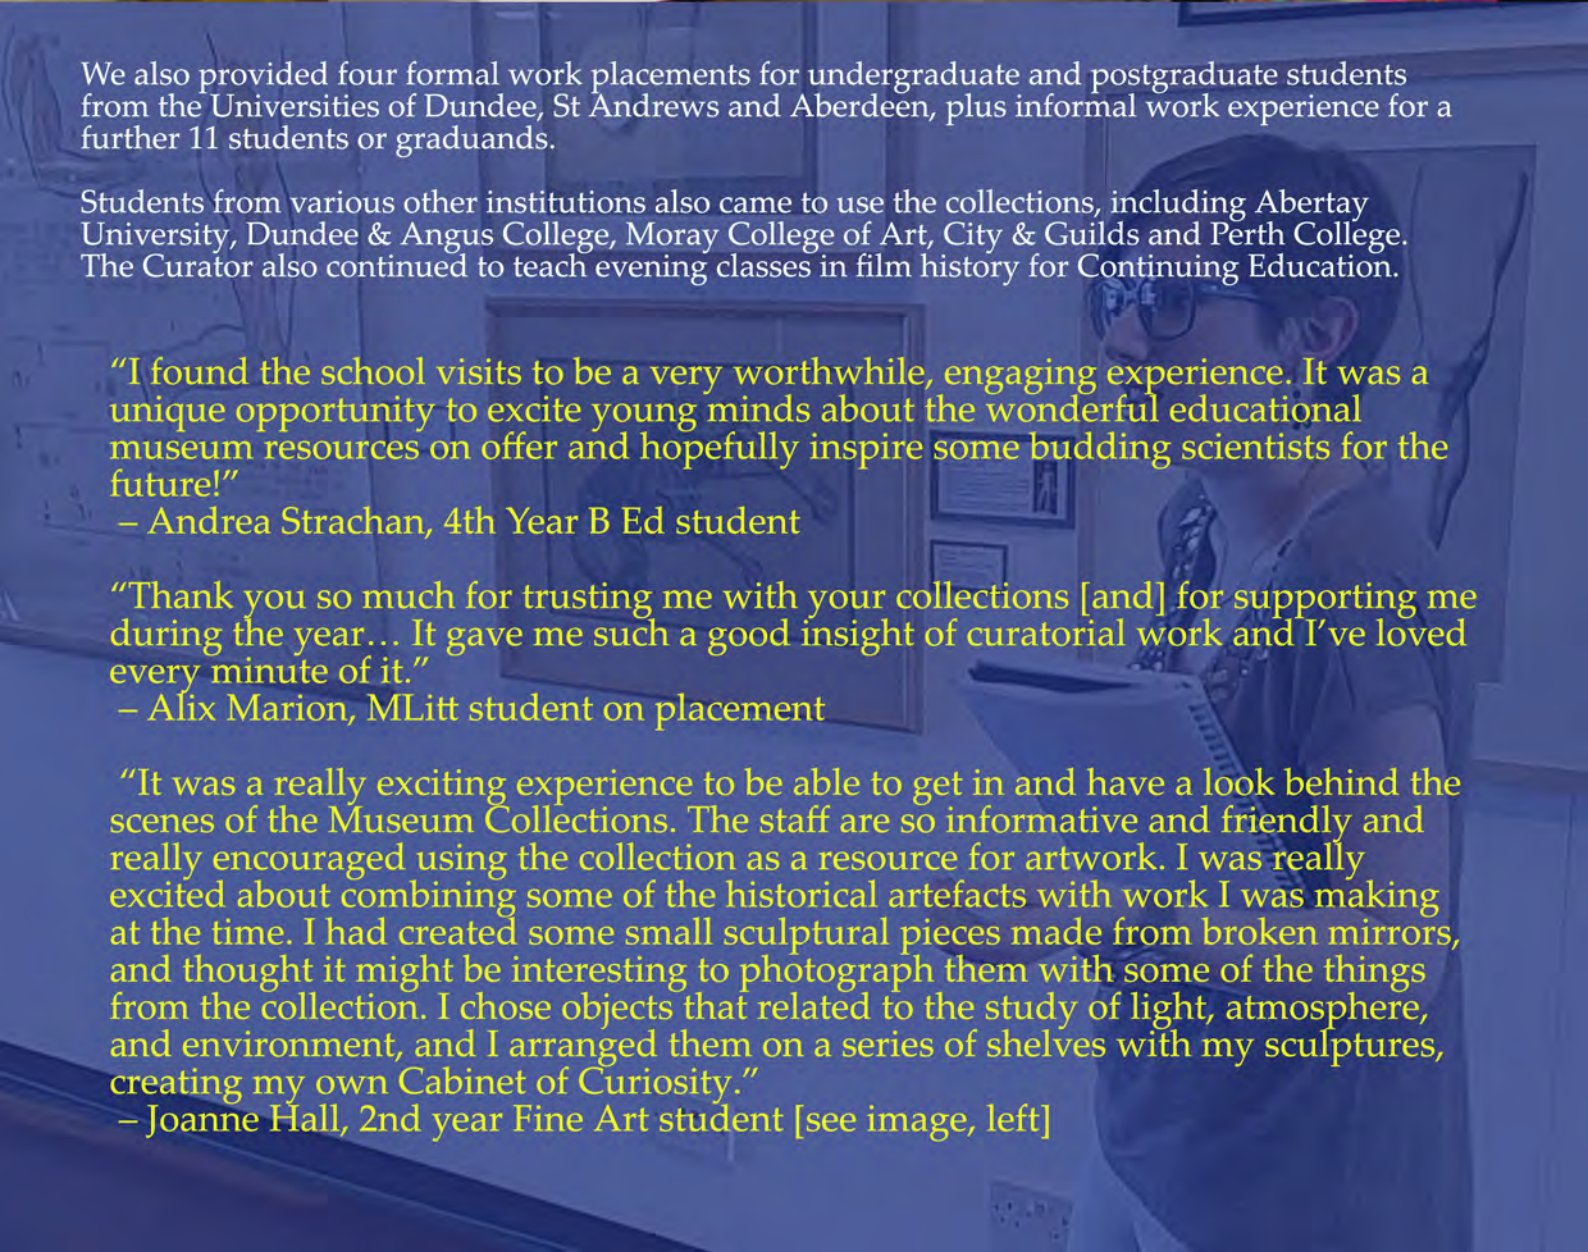 We also provided four formal work placements for undergraduate and postgraduate students
from the Universities of Dundee, St Andrews and Aberdeen, plus informal work experience for a
further 11 students or graduands.
Students from various other institutions also came to use the collections, including Abertay
University, Dundee & Angus College, Moray College of Art, City & Guilds and Perth College.
The Curator also continued to teach evening classes in film history for Continuing Education.
“I found the school visits to be a very worthwhile, engaging experience. It was a
unique opportunity to excite young minds about the wonderful educational
museum resources on offer and hopefully inspire some budding scientists for the
future!”
– Andrea Strachan, 4th Year B Ed student
“Thank you so much for trusting me with your collections [and] for supporting me
during the year… It gave me such a good insight of curatorial work and I’ve loved
every minute of it.”
– Alix Marion, MLitt student on placement
“It was a really exciting experience to be able to get in and have a look behind the
scenes of the Museum Collections. The staff are so informative and friendly and
really encouraged using the collection as a resource for artwork. I was really
excited about combining some of the historical artefacts with work I was making
at the time. I had created some small sculptural pieces made from broken mirrors,
and thought it might be interesting to photograph them with some of the things
from the collection. I chose objects that related to the study of light, atmosphere,
and environment, and I arranged them on a series of shelves with my sculptures,
creating my own Cabinet of Curiosity.”
– Joanne Hall, 2nd year Fine Art student [see image, left]